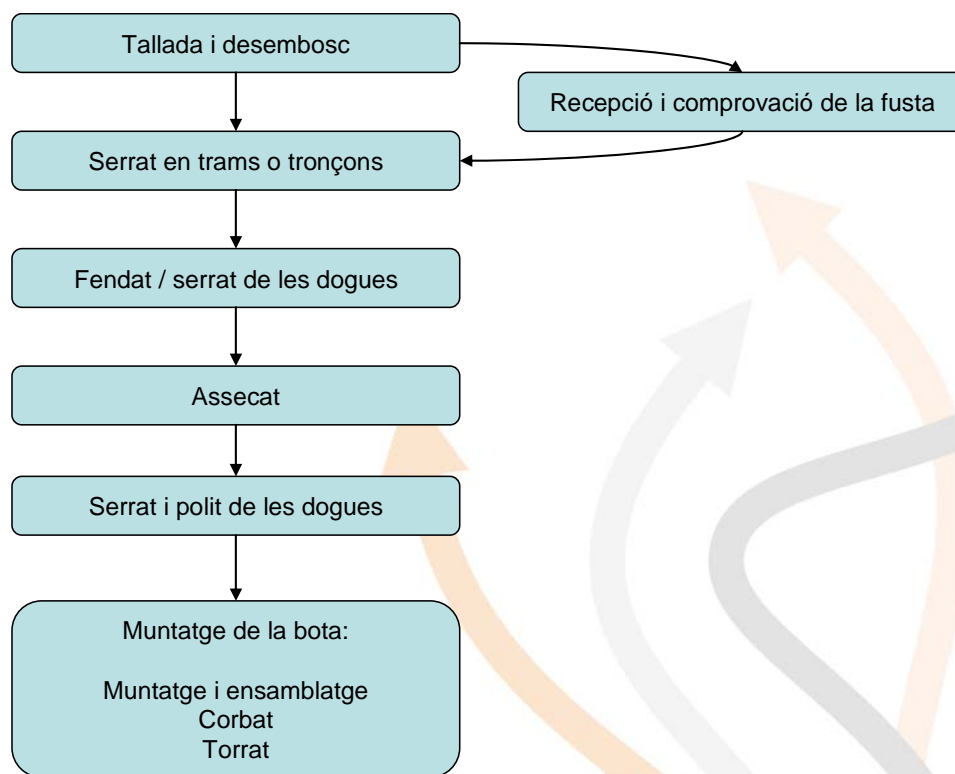 Tallada i desembosc
Recepció i comprovació de la fusta
Serrat en trams o tronçons
Fendat / serrat de les dogues
Assecat
Serrat i polit de les dogues
Muntatge de la bota:
Muntatge i ensamblatge
Corbat
Torrat